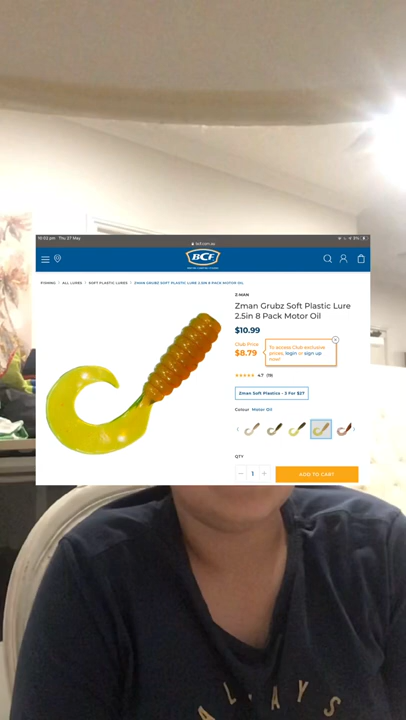 10:02 pm Thu 27 May
bcf.com.au
BCF
FISHING / ALL LURES / SOFT PLASTIC LURES / ZMAN GRUBZ SOFT PLASTIC LURE 2.5IN 8 PACK MOTOR OIL
Z-MAN
Zman Grubz Soft Plastic Lure
2.5in 8 Pack Motor Oil
$10.99
Club Price
$8.79
To access Club exclusive
prices, login or sign up
now!
4.7 (19)
Zman Soft Plastics - 3 For $27
Colour Motor Oil
QTY
1
ADD TO CART
ALWAYS